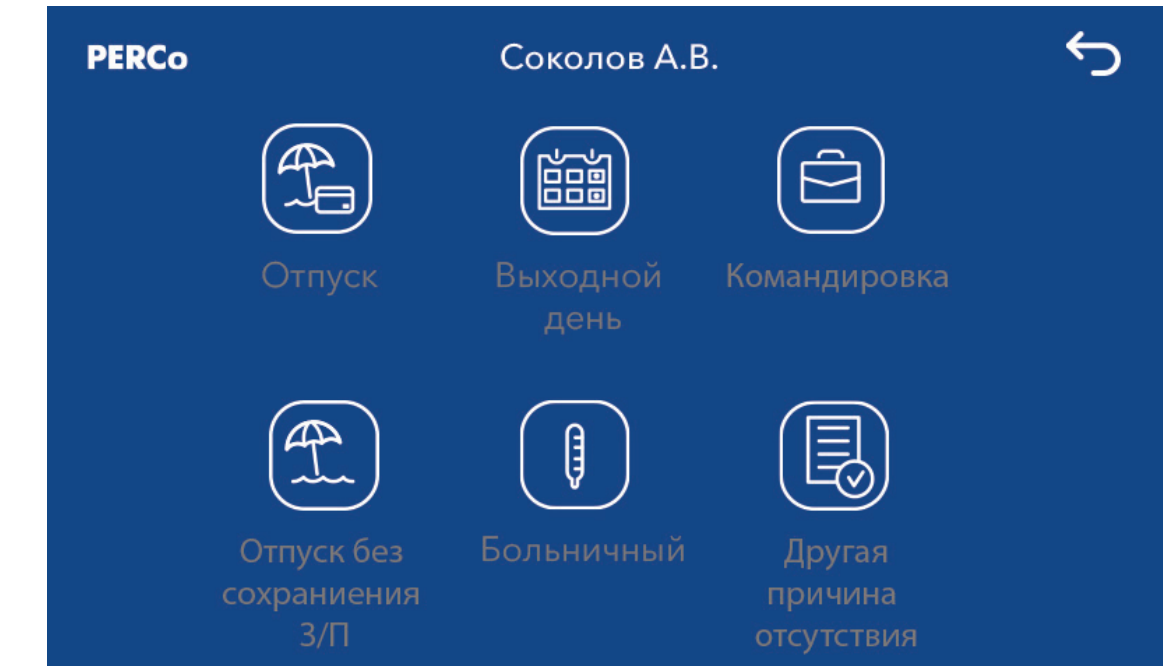 PERCo
Соколов А.В.
Отпуск
Выходной
день
Командировка
Отпуск без
сохраниения
З/П
Больничный
Другая
причина
отсутствия